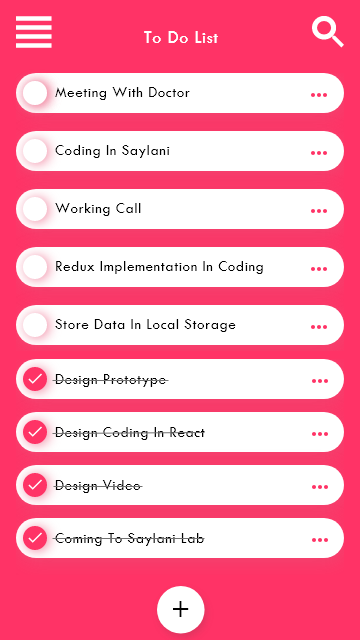 To Do List
Meeting With Doctor
Coding In Saylani
Working Call
Redux Implementation In Coding
Store Data In Local Storage
Design Prototype
Design Coding In React
Design Video
Coming To Saylani Lab